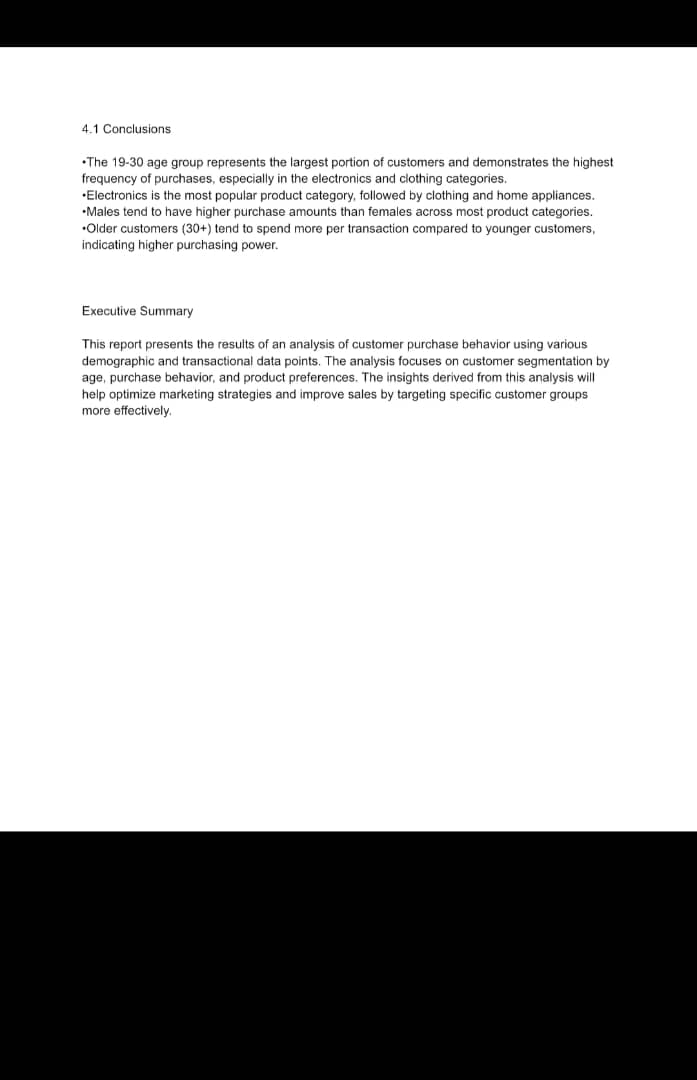 4.1 Conclusions
•The 19-30 age group represents the largest portion of customers and demonstrates the highest
frequency of purchases, especially in the electronics and clothing categories.
•Electronics is the most popular product category, followed by clothing and home appliances.
•Males tend to have higher purchase amounts than females across most product categories.
•Older customers (30+) tend to spend more per transaction compared to younger customers,
indicating higher purchasing power.
Executive Summary
This report presents the results of an analysis of customer purchase behavior using various
demographic and transactional data points. The analysis focuses on customer segmentation by
age, purchase behavior, and product preferences. The insights derived from this analysis will
help optimize marketing strategies and improve sales by targeting specific customer groups
more effectively.